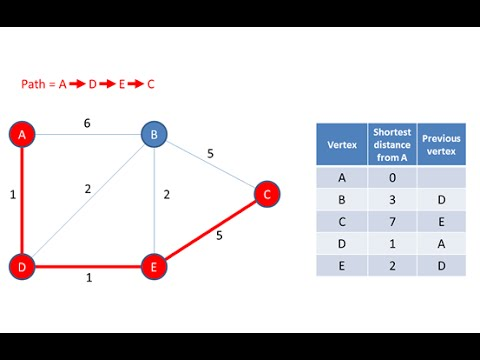 Path = A → D → E → C
A
6
B
5
1
2
2
C
5
D
1
E
Vertex Shortest distance from A Previous vertex
A 0
B 3 D
C 7 E
D 1 A
E 2 D